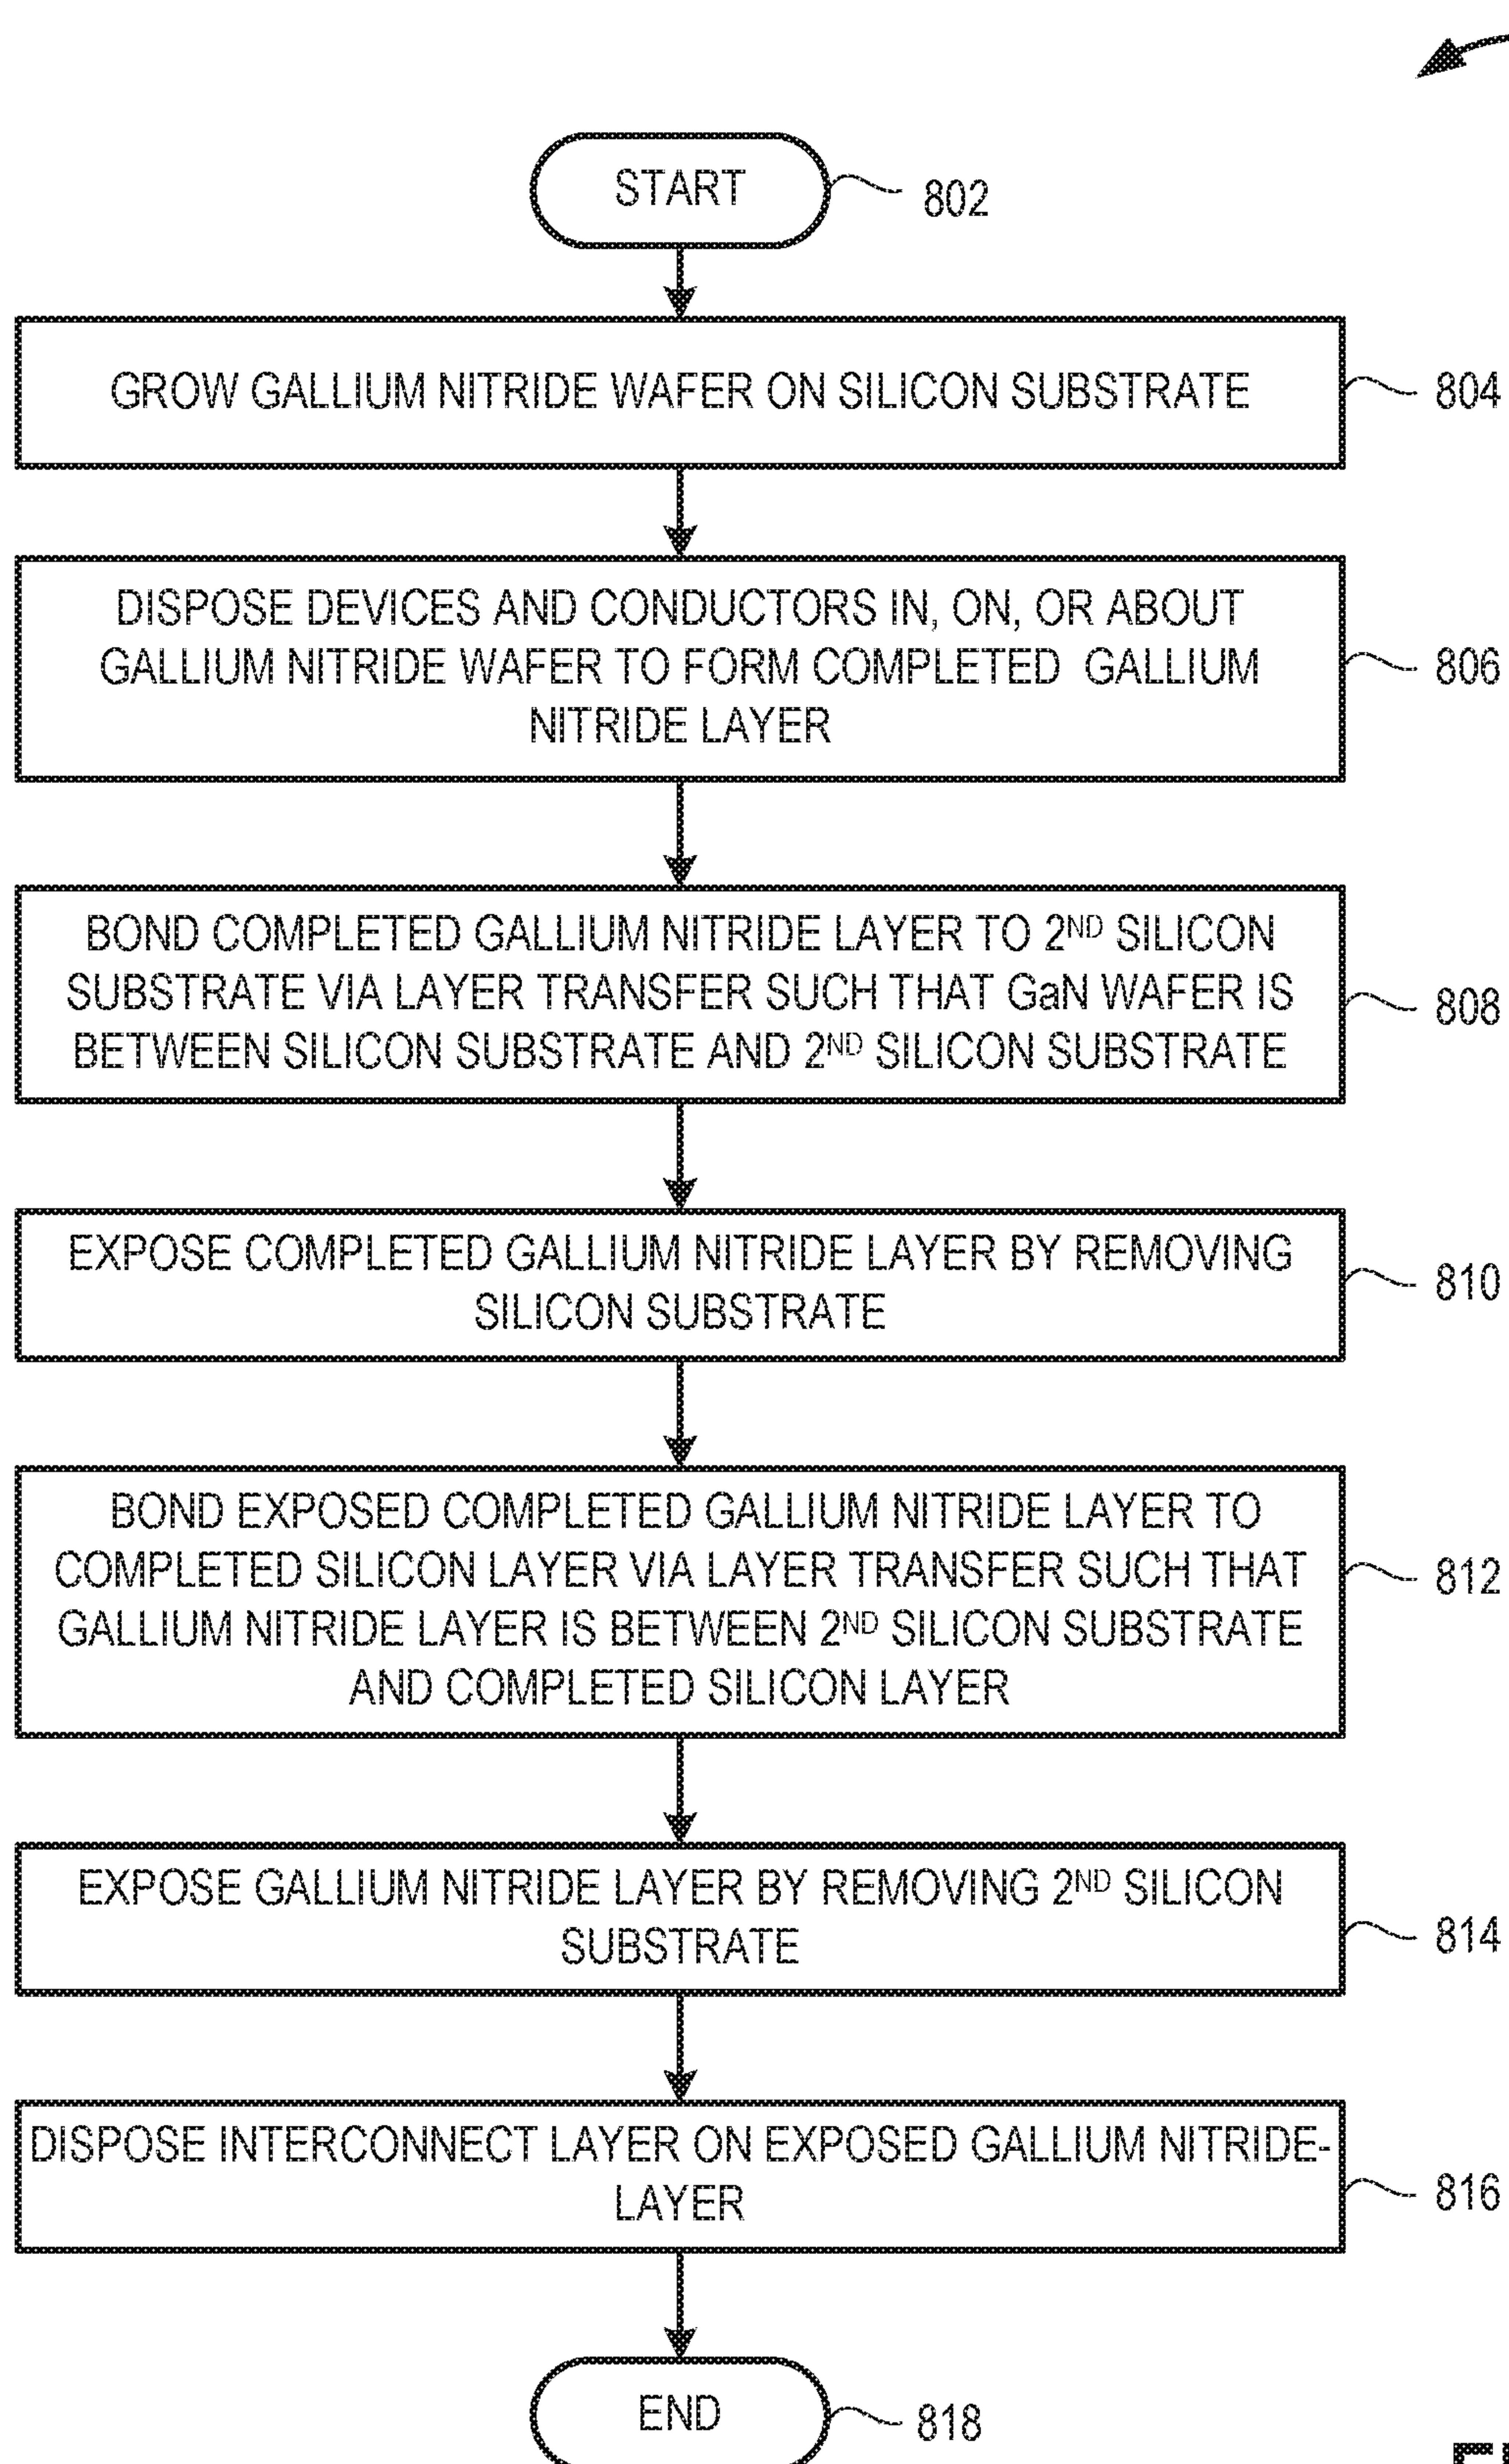 START
802
GROW GALLIUM NITRIDE WAFER ON SILICON SUBSTRATE
804
DISPOSE DEVICES AND CONDUCTORS IN, ON, OR ABOUT
GALLIUM NITRIDE WAFER TO FORM COMPLETED GALLIUM
NITRIDE LAYER
806
BOND COMPLETED GALLIUM NITRIDE LAYER TO 2ND SILICON
SUBSTRATE VIA LAYER TRANSFER SUCH THAT GaN WAFER IS
BETWEEN SILICON SUBSTRATE AND 2ND SILICON SUBSTRATE
808
EXPOSE COMPLETED GALLIUM NITRIDE LAYER BY REMOVING
SILICON SUBSTRATE
810
BOND EXPOSED COMPLETED GALLIUM NITRIDE LAYER TO
COMPLETED SILICON LAYER VIA LAYER TRANSFER SUCH THAT
GALLIUM NITRIDE LAYER IS BETWEEN 2ND SILICON SUBSTRATE
AND COMPLETED SILICON LAYER
812
EXPOSE GALLIUM NITRIDE LAYER BY REMOVING 2ND SILICON
SUBSTRATE
814
DISPOSE INTERCONNECT LAYER ON EXPOSED GALLIUM NITRIDE-
LAYER
816
END
818